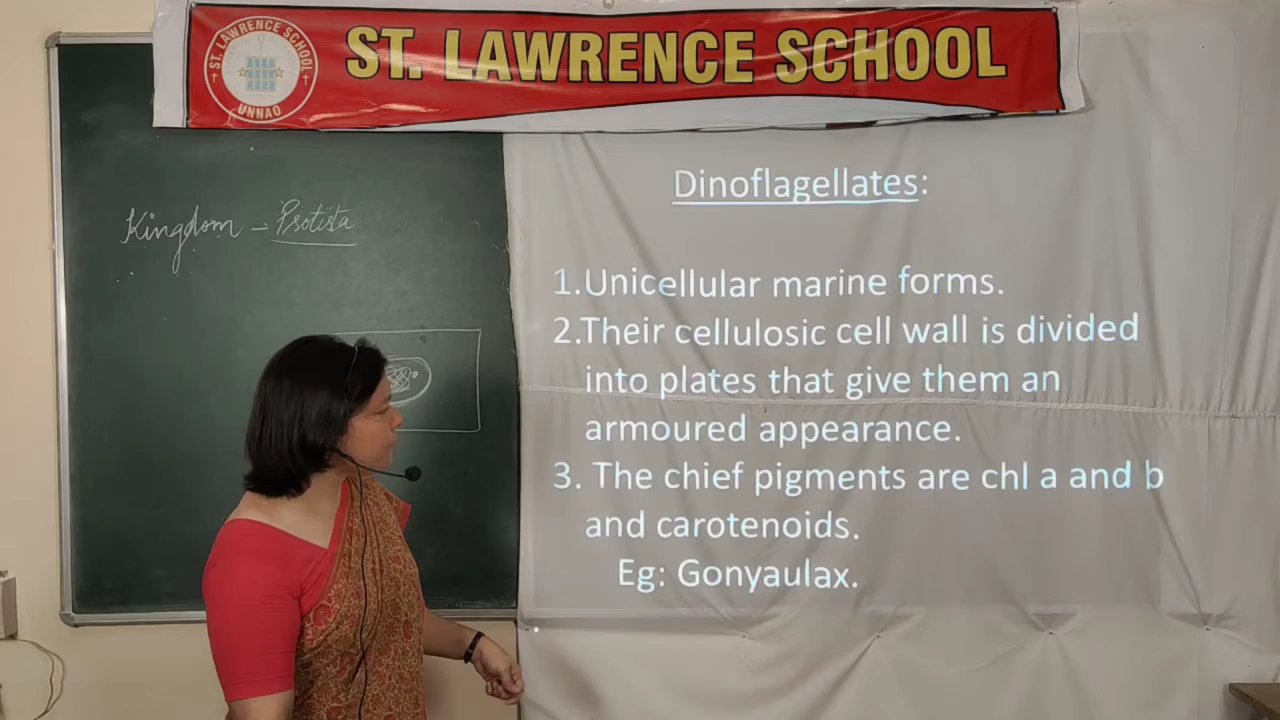 ST. LAWRENCE SCHOOL
ST. LAWRENCE SCHOOL
UNNAO
Kingdom - Protista
Dinoflagellates:
1.Unicellular marine forms.
2.Their cellulosic cell wall is divided
into plates that give them an
armoured appearance.
3. The chief pigments are chl a and b
and carotenoids.
Eg: Gonyaulax.